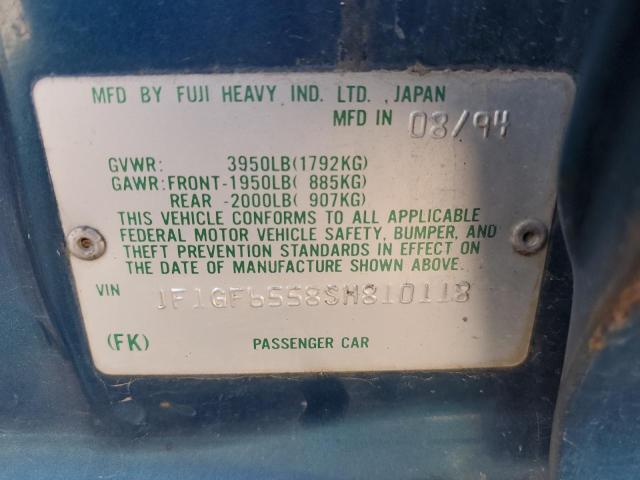 MFD BY FUJI HEAVY IND. LTD., JAPAN
MFD IN 08/94
GVWR: 3950LB(1792KG)
GAWR:FRONT-1950LB( 885KG)
REAR -2000LB( 907KG)
THIS VEHICLE CONFORMS TO ALL APPLICABLE
FEDERAL MOTOR VEHICLE SAFETY, BUMPER, AND
THEFT PREVENTION STANDARDS IN EFFECT ON
THE DATE OF MANUFACTURE SHOWN ABOVE.
VIN JF1GF6558SH810118
(FK) PASSENGER CAR